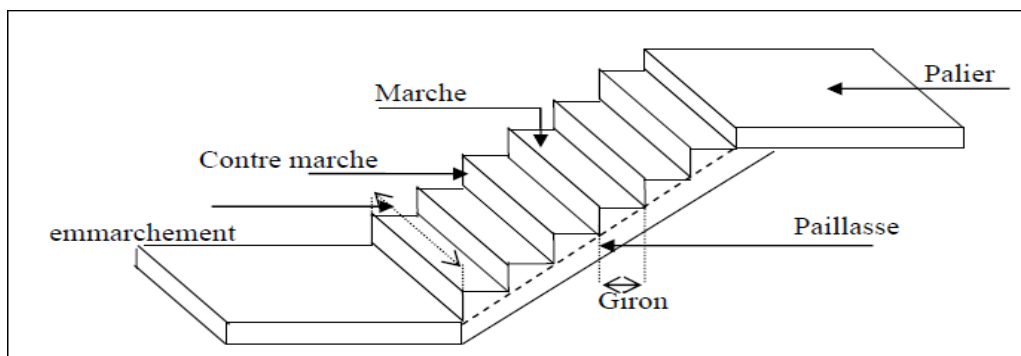 Palier
Marche
Contre marche
emmarchement
Paillasse
Giron